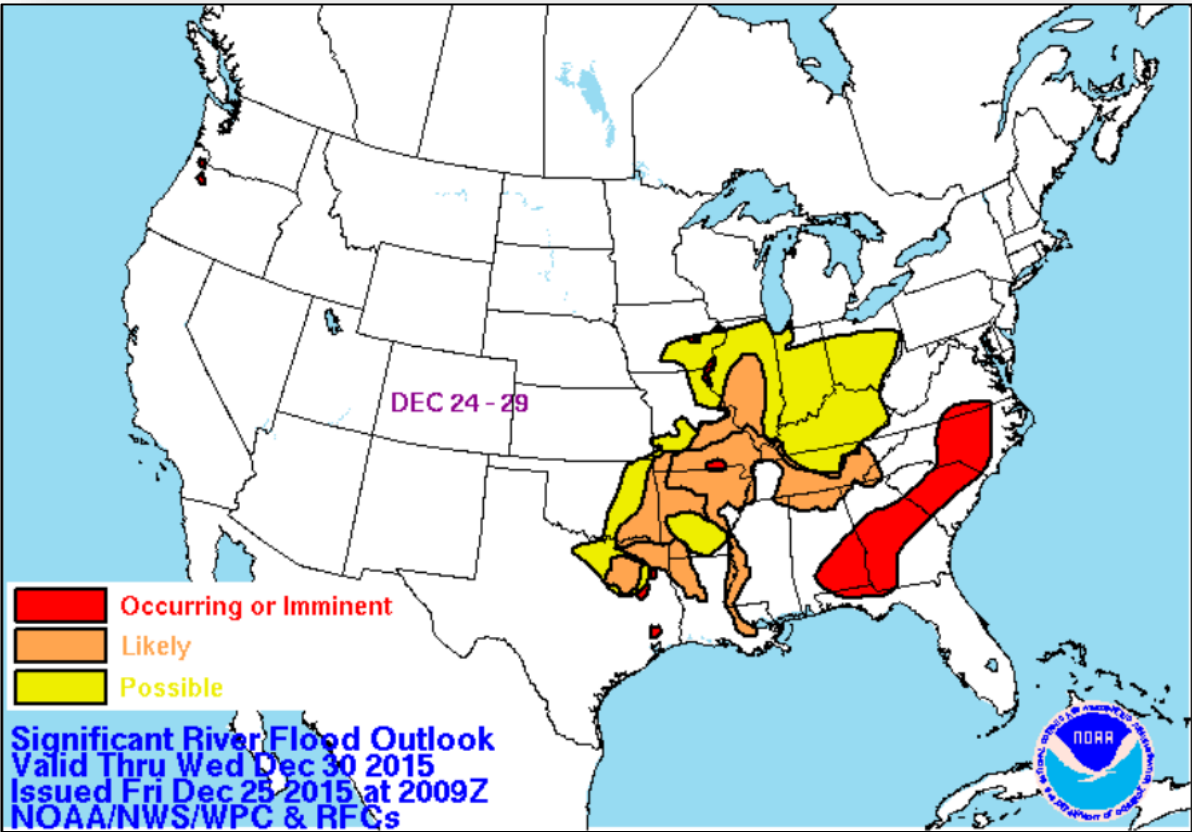 DEC 24 - 29
Occurring or Imminent
Likely
Possible
Significant River Flood Outlook
Valid Thru Wed Dec 30 2015
Issued Fri Dec 25 2015 at 2009Z
NOAA/NWS/WPC & RFCs
NOAA